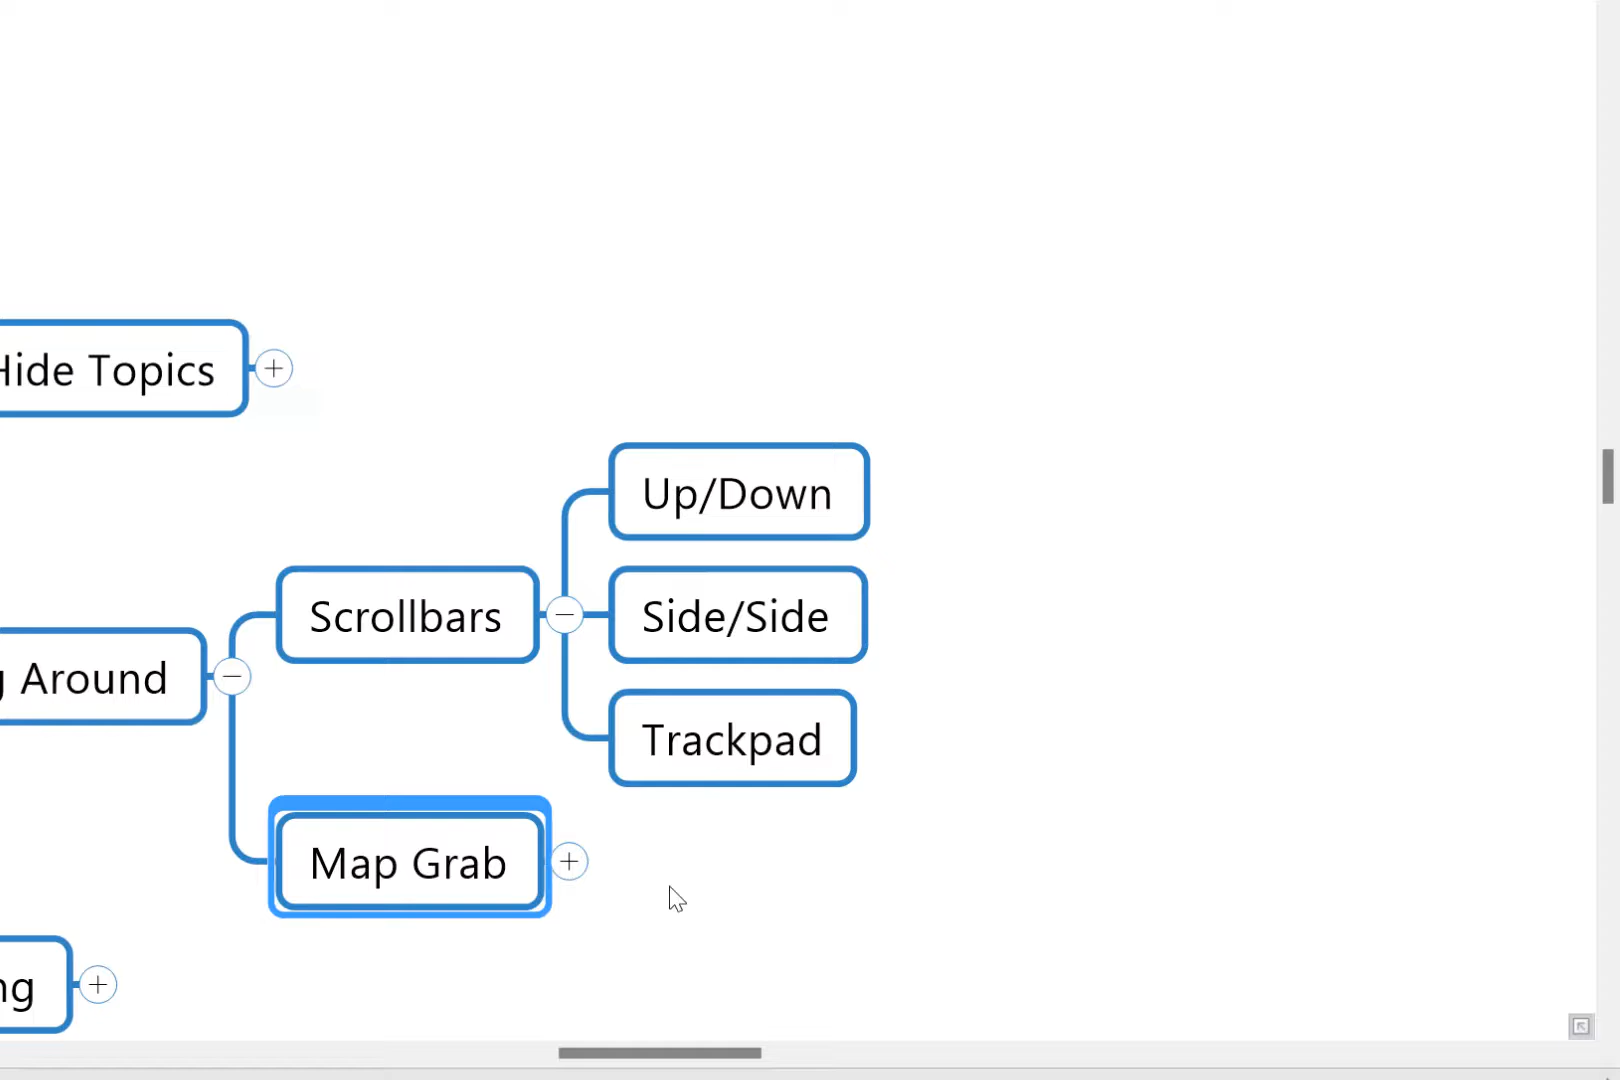 Hide Topics
Up/Down
Scrollbars
Side/Side
g Around
Trackpad
Map Grab
ng